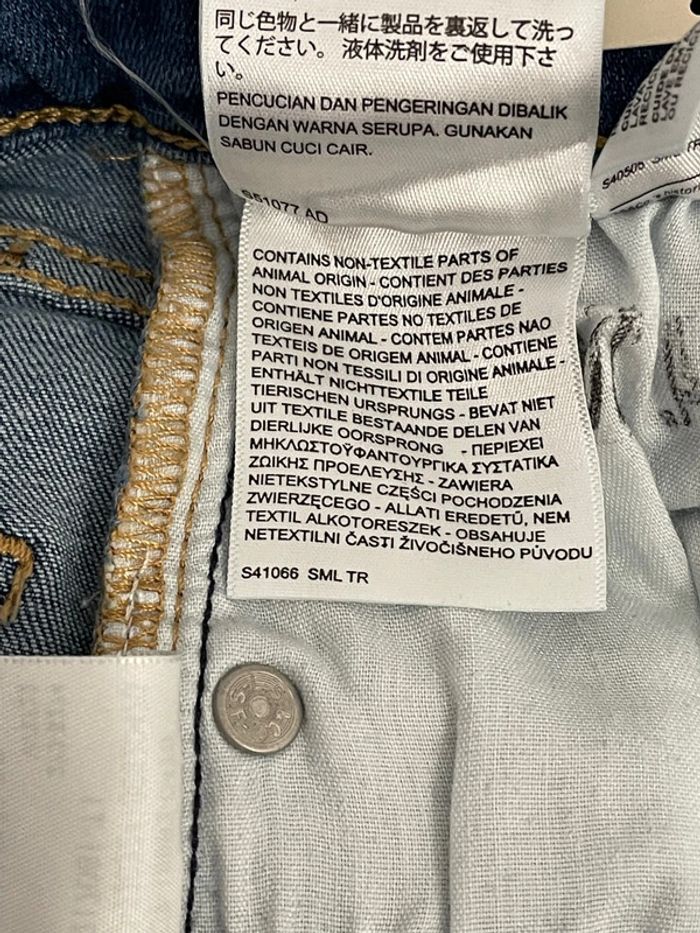 同じ色物と一緒に製品を裏返して洗っ
てください。液体洗剤をご使用下さ
い。
PENCUCIAN DAN PENGERINGAN DIBALIK
DENGAN WARNA SERUPA. GUNAKAN
SABUN CUCI CAIR.
S51077 AD
CONTAINS NON-TEXTILE PARTS OF
ANIMAL ORIGIN - CONTIENT DES PARTIES
NON TEXTILES D'ORIGINE ANIMALE -
CONTIENE PARTES NO TEXTILES DE
ORIGEN ANIMAL - CONTEM PARTES NAO
TEXTEIS DE ORIGEM ANIMAL - CONTIENE
PARTI NON TESSILI DI ORIGINE ANIMALE -
ENTHÄLT NICHTTEXTILE TEILE
TIERISCHEN URSPRUNGS - BEVAT NIET
UIT TEXTILE BESTAANDE DELEN VAN
DIERLIJKE OORSPRONG - ΠΕΡΙΕΧΕΙ
ΜΗΚΛΩΣΤΟΫΦΑΝΤΟΥΡΓΙΚΑ ΣΥΣΤΑΤΙΚΑ
ΖΩΙΚΗΣ ΠΡΟΕΛΕΥΣΗΣ - ZAWIERA
NIETEKSTYLNE CZĘŚCI POCHODZENIA
ZWIERZĘCEGO - ALLATI EREDETŰ, NEM
TEXTIL ALKOTORESZEK - OBSAHUJE
NETEXTILNÍ ČASTI ŽIVOČIŠNEHO PŮVODU
S41066 SML TR
S40505